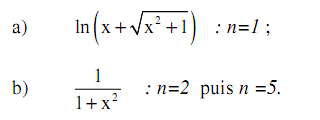 a) ln(x + √(x² + 1)) : n=1 ;
b) 1/(1 + x²) : n=2 puis n =5.